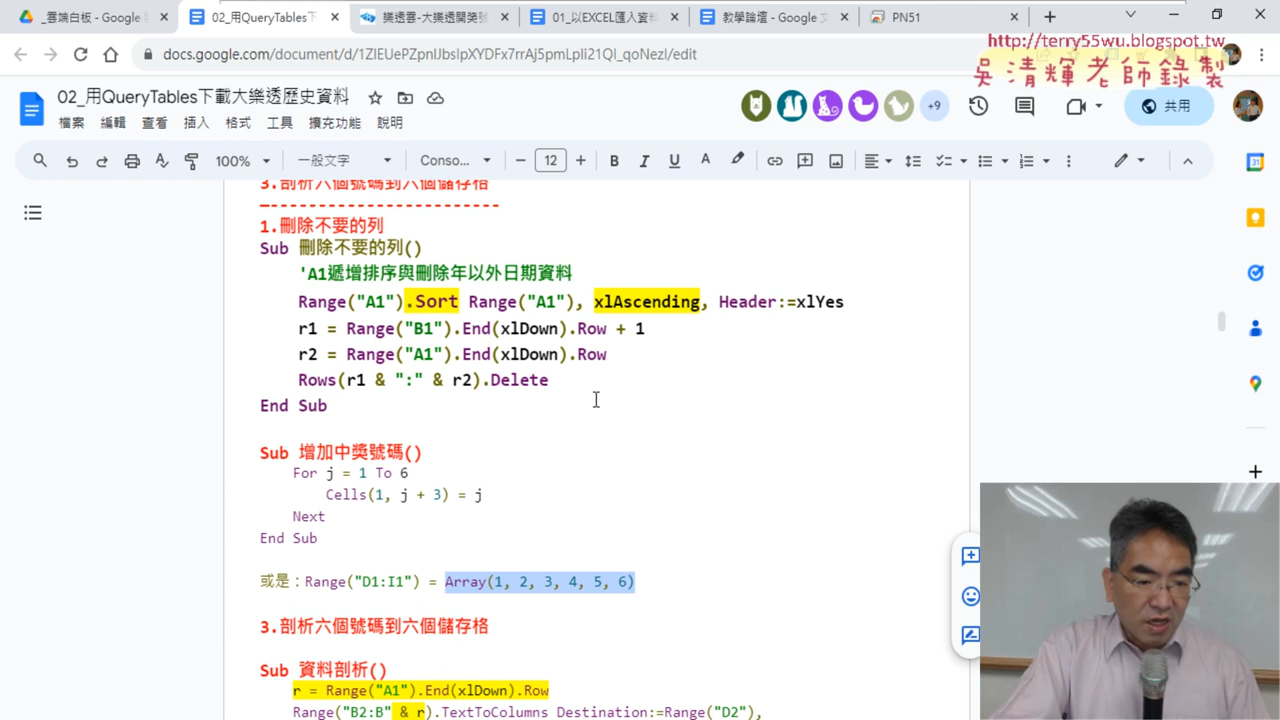 _雲端白板 - Google
02_用QueryTables下
樂透雲-大樂透開獎號
01_以EXCEL匯入資料
教學論壇 - Google 文
PN51
docs.google.com/document/d/1ZlEUePZpnlJbslpXYDFx7rrAj5pmLpli21Ql_qoNezI/edit
http://terry55wu.blogspot.tw
吳清輝老師錄製
02_用QueryTables下載大樂透歷史資料
檔案 編輯 查看 插入 格式 工具 擴充功能 說明
+9
共用
100% 一般文字 Conso... 12 B I U A
3.剖析六個號碼到六個儲存格
------------------------
1.刪除不要的列
Sub 刪除不要的列()
'A1遞增排序與刪除年以外日期資料
Range("A1").Sort Range("A1"), xlAscending, Header:=xlYes
r1 = Range("B1").End(xlDown).Row + 1
r2 = Range("A1").End(xlDown).Row
Rows(r1 & ":" & r2).Delete
End Sub
Sub 增加中獎號碼()
For j = 1 To 6
Cells(1, j + 3) = j
Next
End Sub
或是：Range("D1:I1") = Array(1, 2, 3, 4, 5, 6)
3.剖析六個號碼到六個儲存格
Sub 資料剖析()
r = Range("A1").End(xlDown).Row
Range("B2:B" & r).TextToColumns Destination:=Range("D2"),